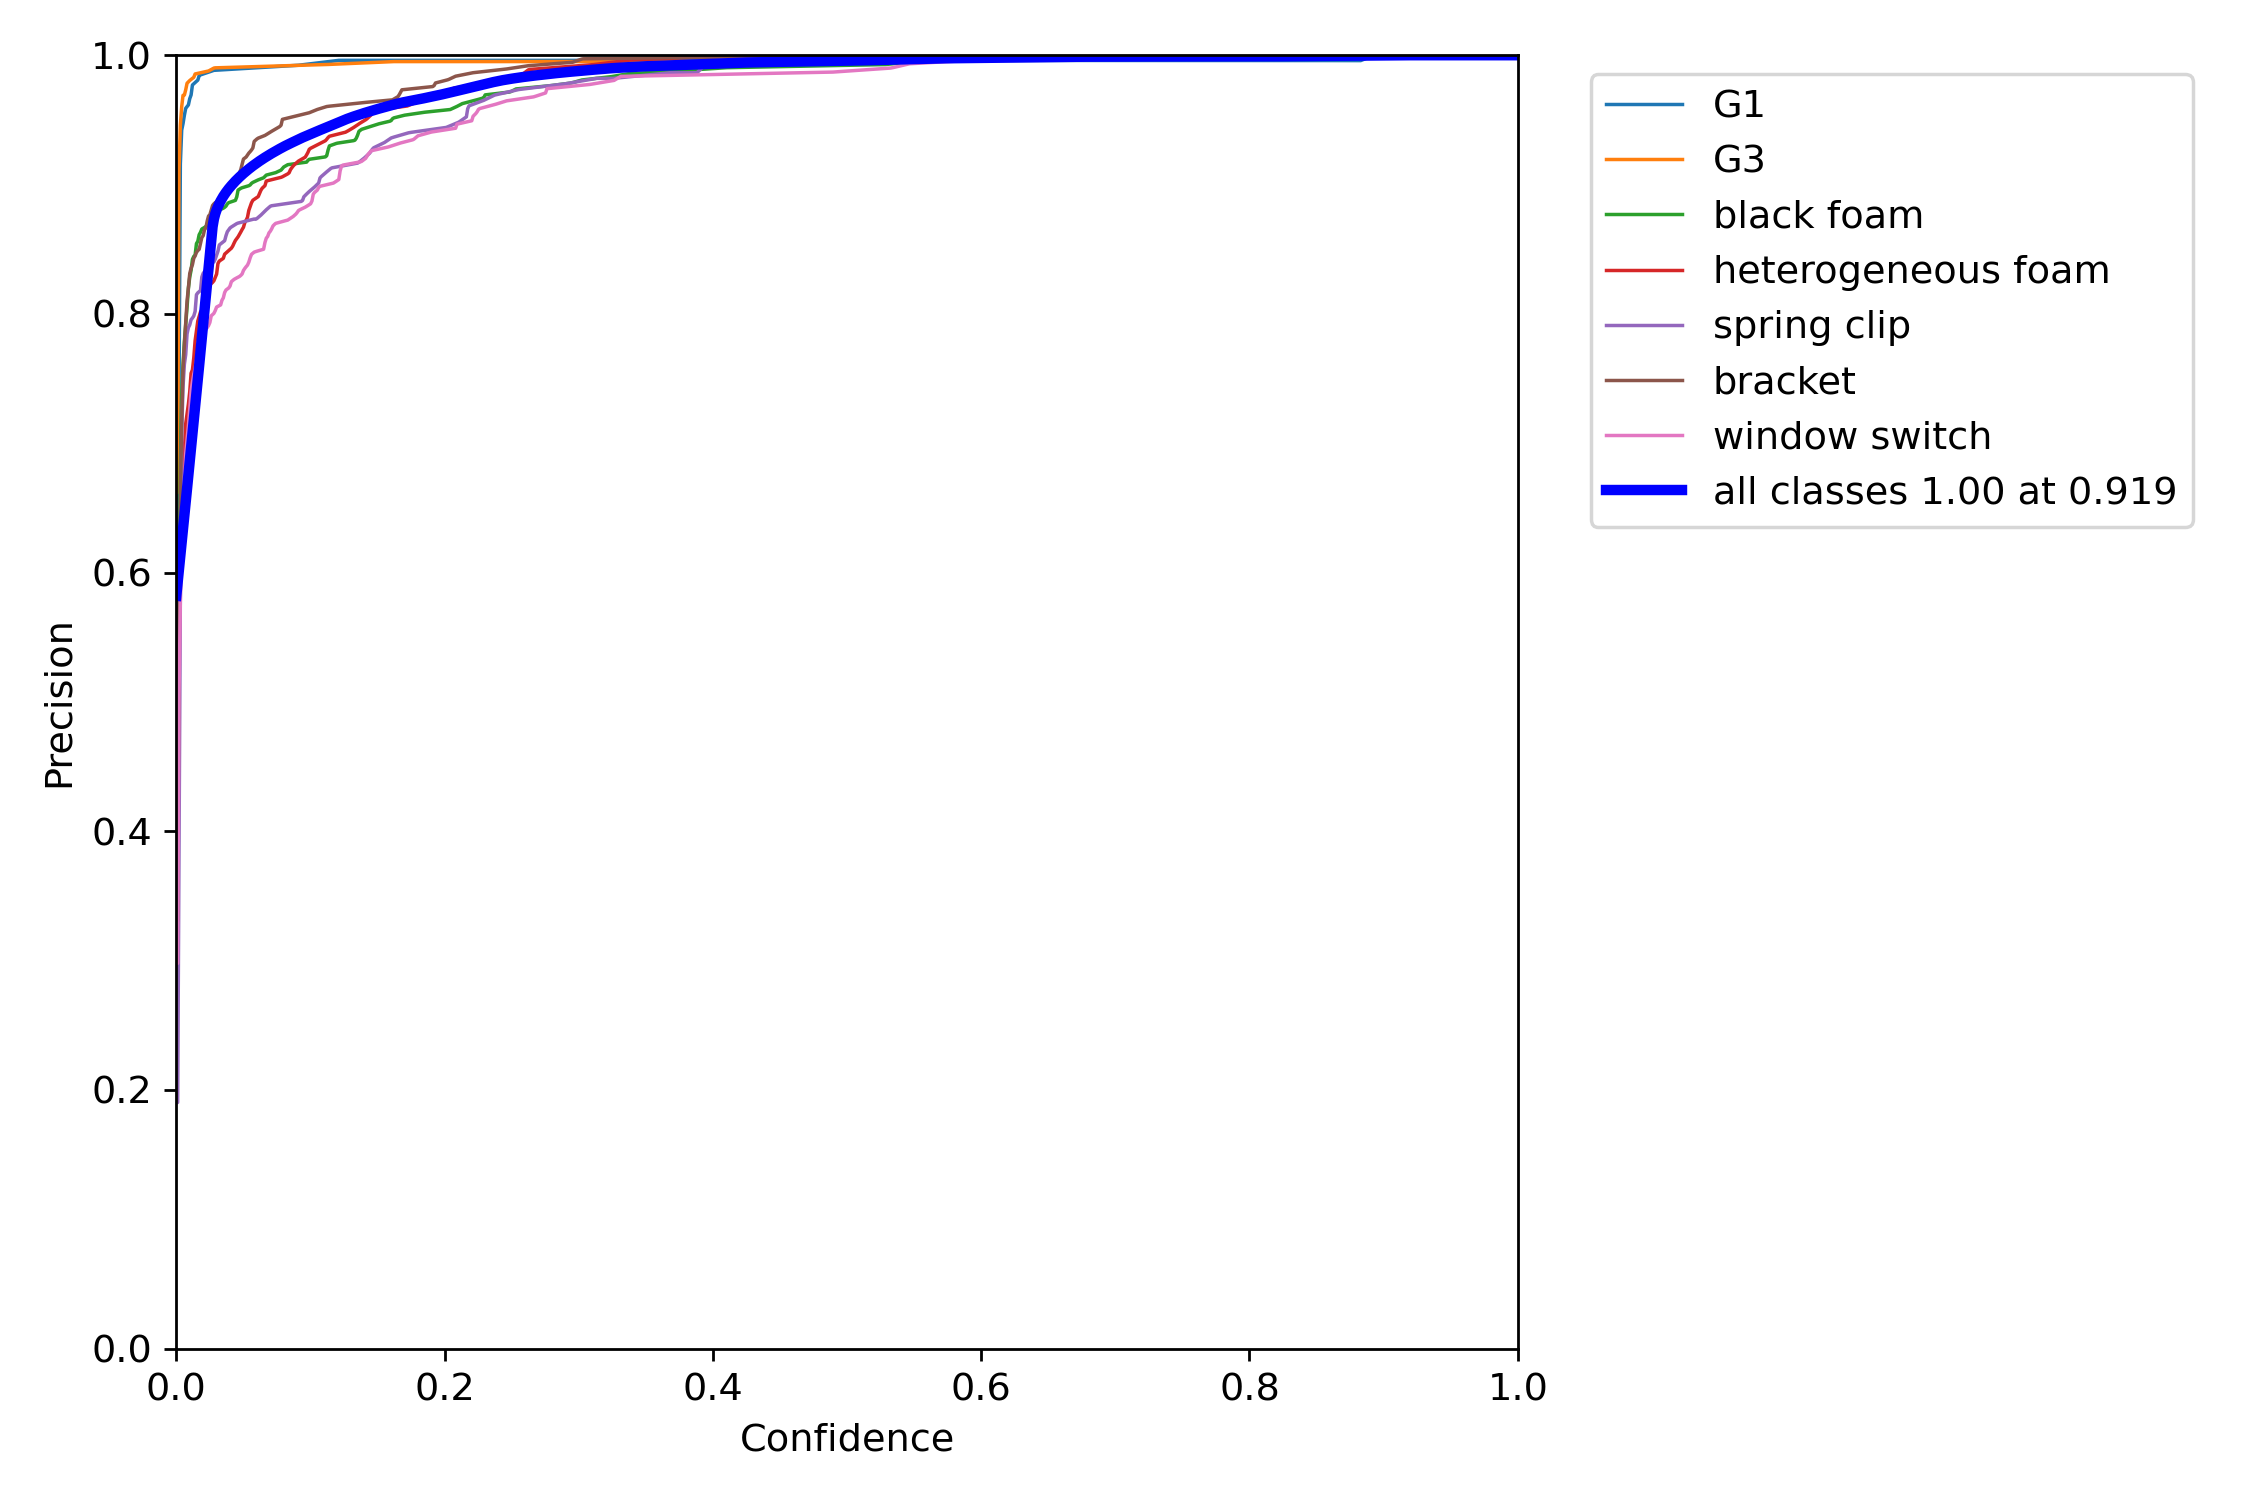 1.0
0.8
0.6
0.4
0.2
0.0
Precision
0.0 0.2 0.4 0.6 0.8 1.0
Confidence
G1
G3
black foam
heterogeneous foam
spring clip
bracket
window switch
all classes 1.00 at 0.919